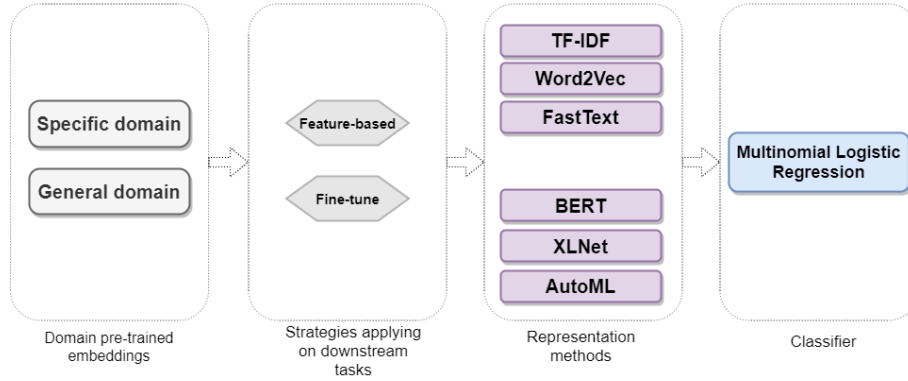 Specific domain
General domain
Domain pre-trained
embeddings
Feature-based
Fine-tune
Strategies applying
on downstream
tasks
TF-IDF
Word2Vec
FastText
BERT
XLNet
AutoML
Representation
methods
Multinomial Logistic
Regression
Classifier